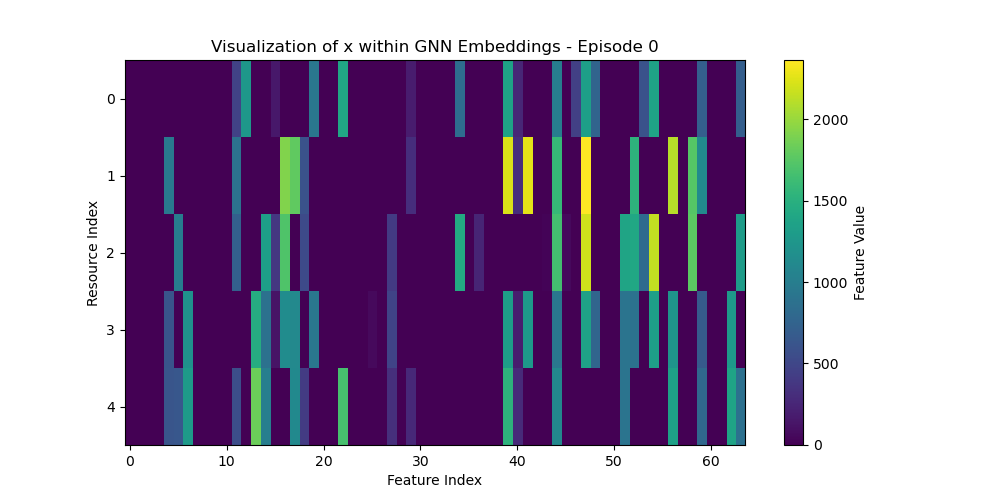 Visualization of x within GNN Embeddings - Episode 0
Resource Index
0
1
2
3
4
0 10 20 30 40 50 60
Feature Index
2000
1500
1000
500
0
Feature Value